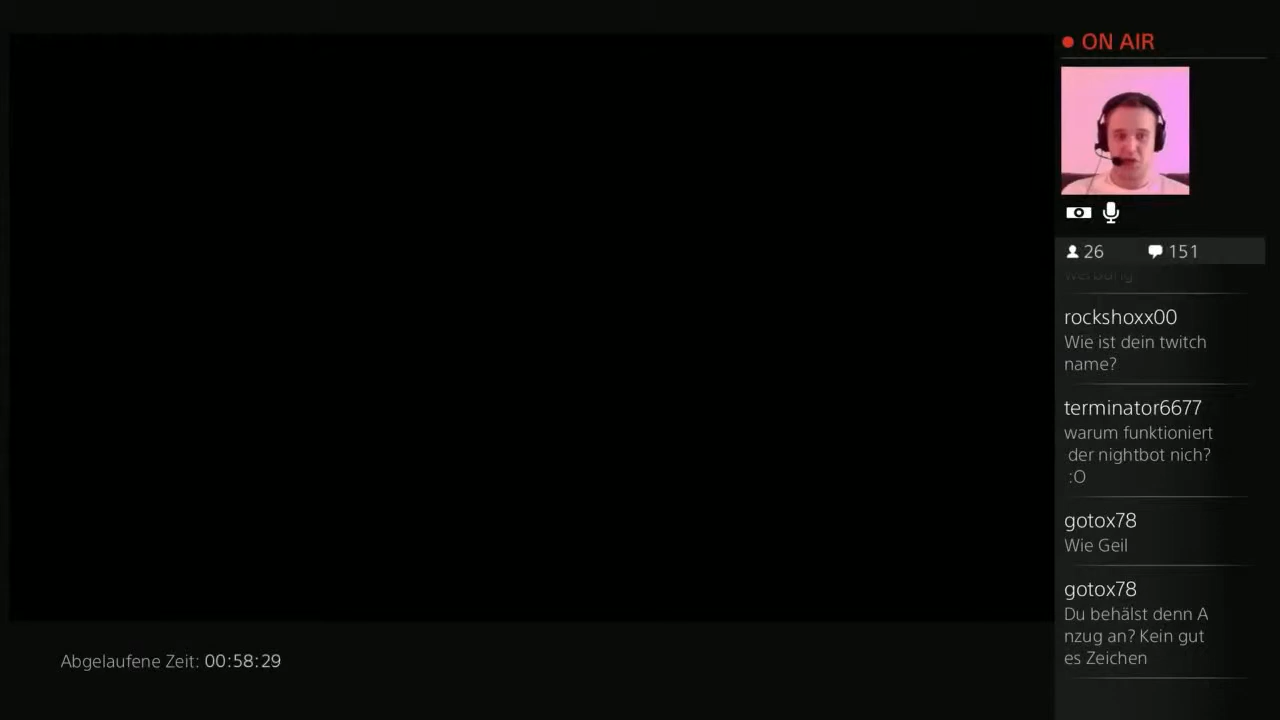 ON AIR
26 151
werbung
rockshoxx00
Wie ist dein twitch
name?
terminator6677
warum funktioniert
der nightbot nich?
:O
gotox78
Wie Geil
gotox78
Du behälst denn A
nzug an? Kein gut
es Zeichen
Abgelaufene Zeit: 00:58:29